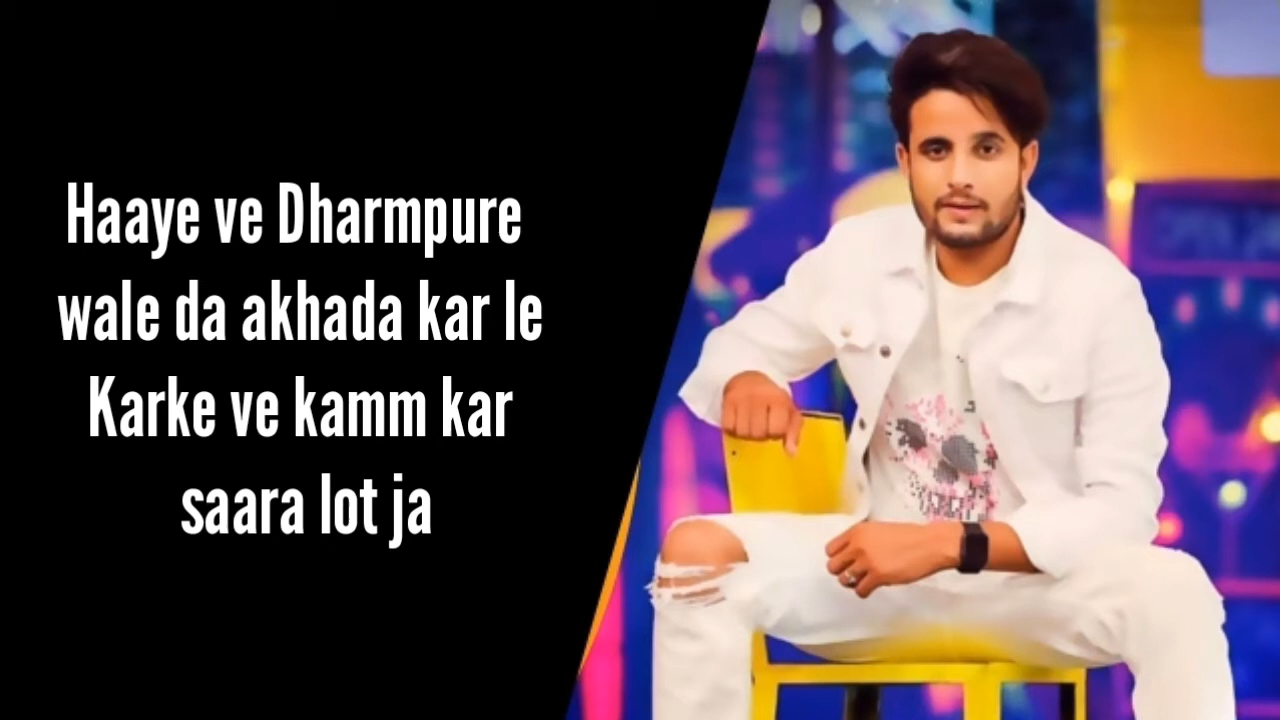 Haaye ve Dharmpure
wale da akhada kar le
Karke ve kamm kar
saara lot ja